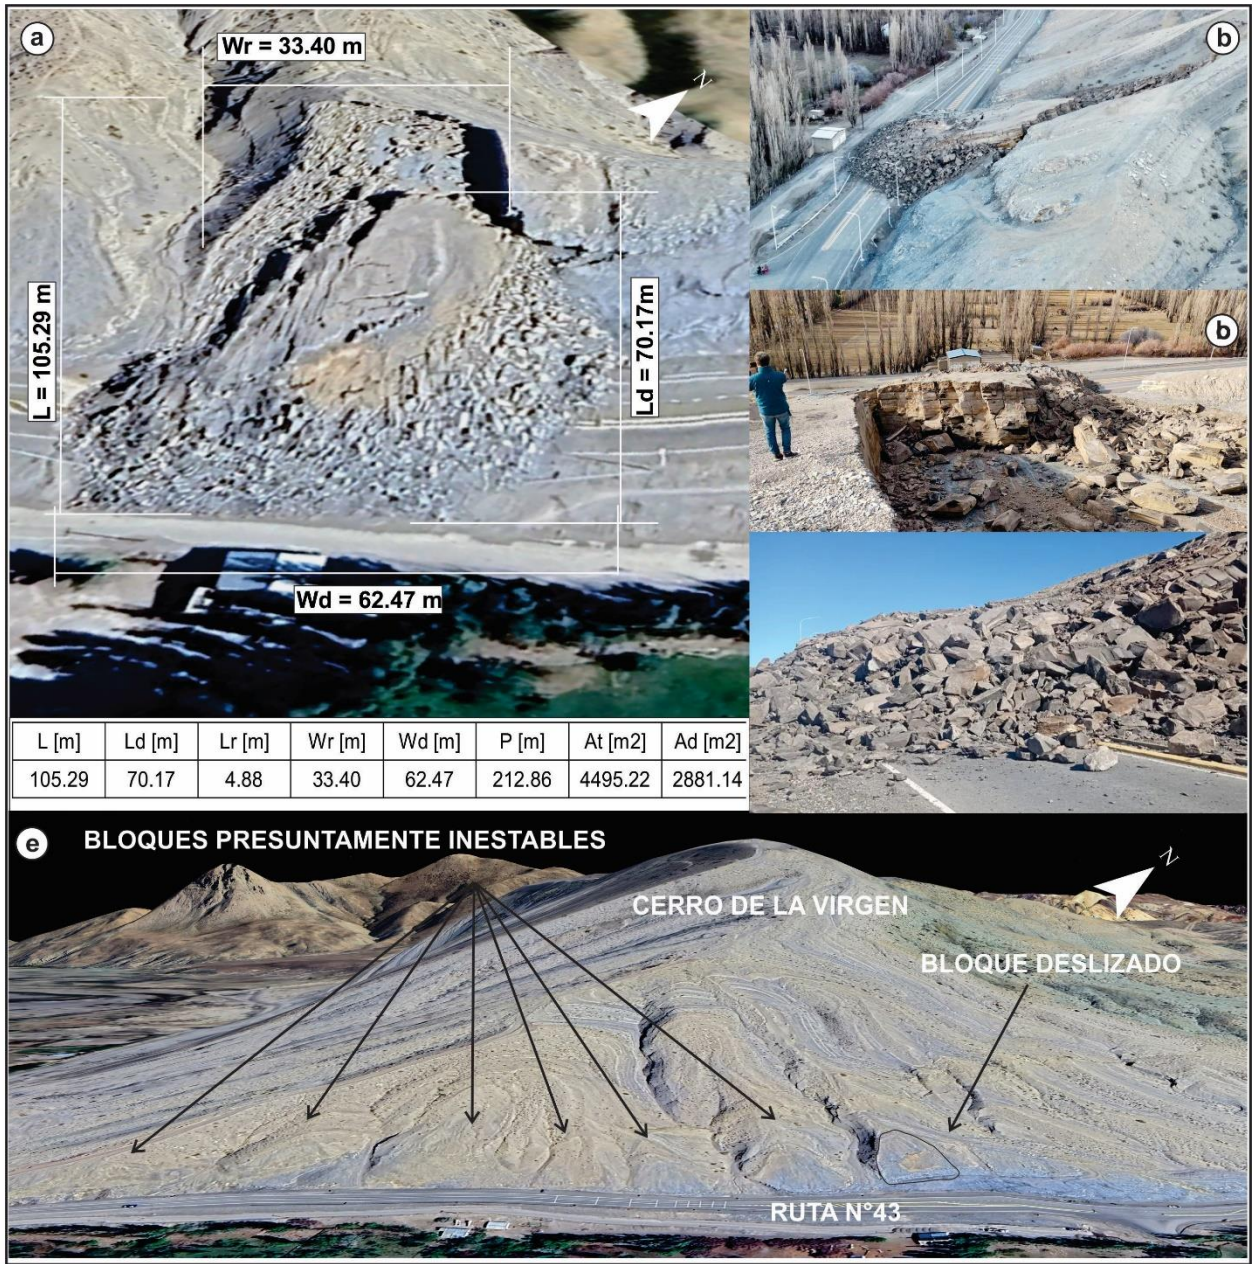 a
Wr = 33.40 m
N
L = 105.29 m
Ld = 70.17m
Wd = 62.47 m
b
b
L [m] Ld [m] Lr [m] Wr [m] Wd [m] P [m] At [m2] Ad [m2]
105.29 70.17 4.88 33.40 62.47 212.86 4495.22 2881.14
e
BLOQUES PRESUNTAMENTE INESTABLES
N
CERRO DE LA VIRGEN
BLOQUE DESLIZADO
RUTA N°43